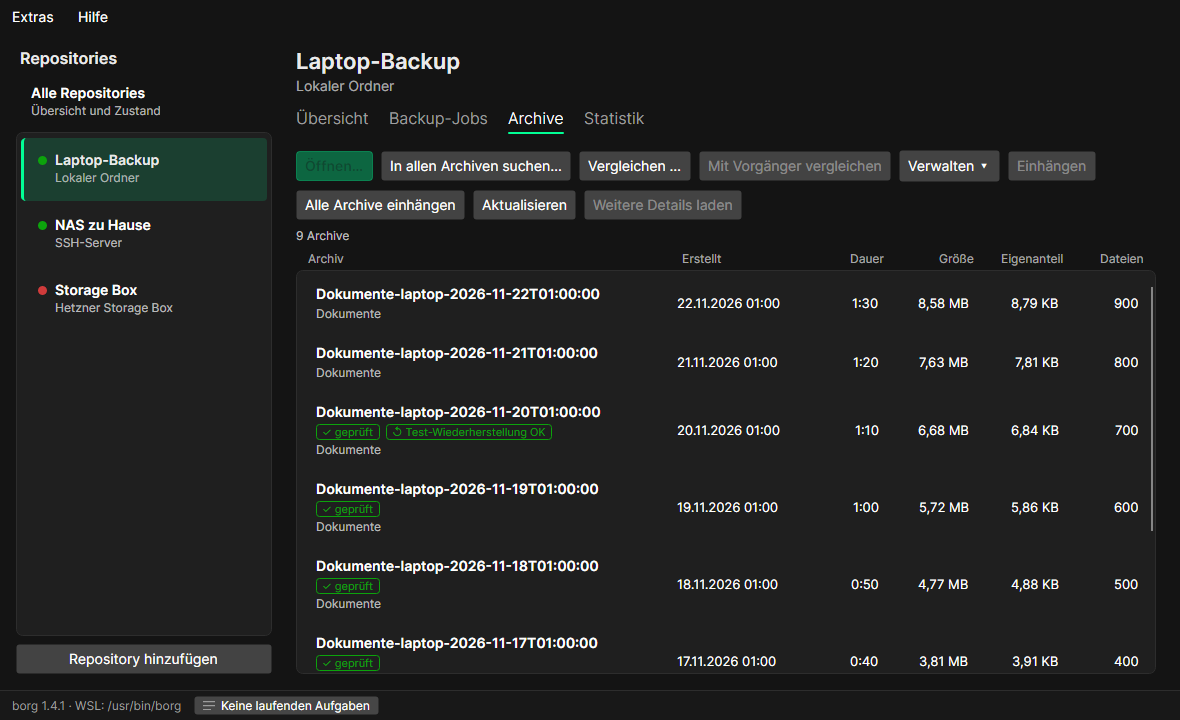 Extras Hilfe
Repositories
Alle Repositories
Übersicht und Zustand
Laptop-Backup
Lokaler Ordner
NAS zu Hause
SSH-Server
Storage Box
Hetzner Storage Box
Repository hinzufügen
Laptop-Backup
Lokaler Ordner
Übersicht Backup-Jobs Archive Statistik
Öffnen... In allen Archiven suchen... Vergleichen ... Mit Vorgänger vergleichen Verwalten ▾ Einhängen
Alle Archive einhängen Aktualisieren Weitere Details laden
9 Archive
Archiv Erstellt Dauer Größe Eigenanteil Dateien
Dokumente-laptop-2026-11-22T01:00:00
Dokumente
22.11.2026 01:00 1:30 8,58 MB 8,79 KB 900
Dokumente-laptop-2026-11-21T01:00:00
Dokumente
21.11.2026 01:00 1:20 7,63 MB 7,81 KB 800
Dokumente-laptop-2026-11-20T01:00:00
✓ geprüft Test-Wiederherstellung OK
Dokumente
20.11.2026 01:00 1:10 6,68 MB 6,84 KB 700
Dokumente-laptop-2026-11-19T01:00:00
✓ geprüft
Dokumente
19.11.2026 01:00 1:00 5,72 MB 5,86 KB 600
Dokumente-laptop-2026-11-18T01:00:00
✓ geprüft
Dokumente
18.11.2026 01:00 0:50 4,77 MB 4,88 KB 500
Dokumente-laptop-2026-11-17T01:00:00
✓ geprüft
17.11.2026 01:00 0:40 3,81 MB 3,91 KB 400
borg 1.4.1 · WSL: /usr/bin/borg Keine laufenden Aufgaben